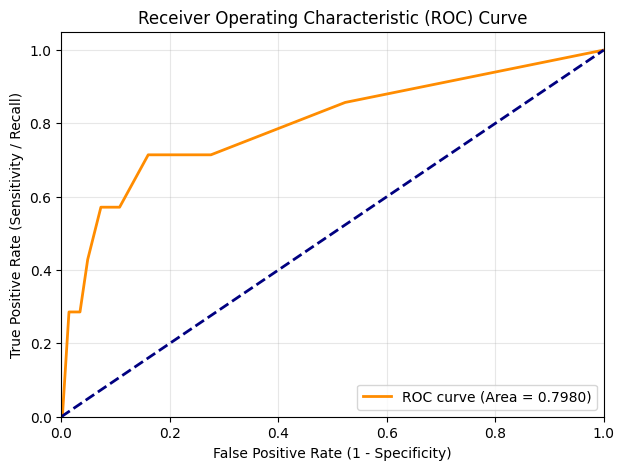 Receiver Operating Characteristic (ROC) Curve
True Positive Rate (Sensitivity / Recall)
1.0
0.8
0.6
0.4
0.2
0.0
ROC curve (Area = 0.7980)
0.0 0.2 0.4 0.6 0.8 1.0
False Positive Rate (1 - Specificity)